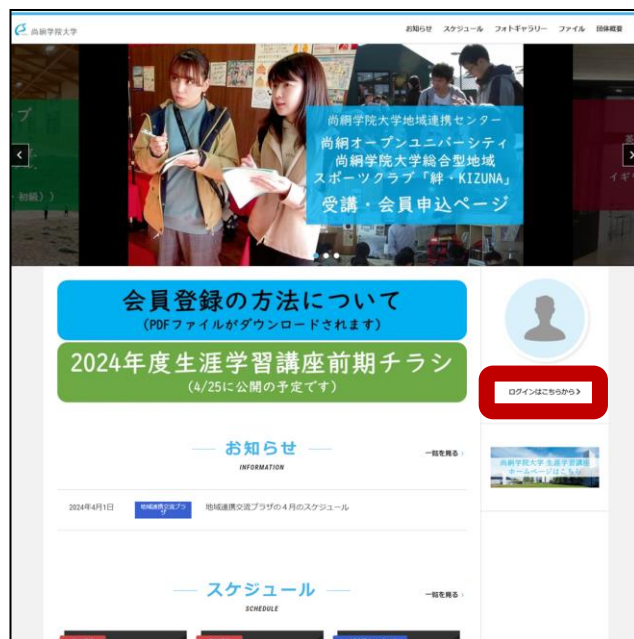 尚絅学院大学
お知らせ スケジュール フォトギャラリー ファイル 団体概要
プ
初級））
尚絅学院大学地域連携センター
尚絅オープンユニバーシティ
尚絅学院大学総合型地域
スポーツクラブ「絆・KIZUNA」
受講・会員申込ページ
イギ
会員登録の方法について
(PDFファイルがダウンロードされます)
2024年度生涯学習講座前期チラシ
(4/25に公開の予定です)
ログインはこちらから
お知らせ
INFORMATION
一覧を見る
尚絅学院大学 生涯学習講座
ホームページはこちら
2024年4月1日 地域連携交流プラザ 地域連携交流プラザの４月のスケジュール
スケジュール
SCHEDULE
一覧を見る